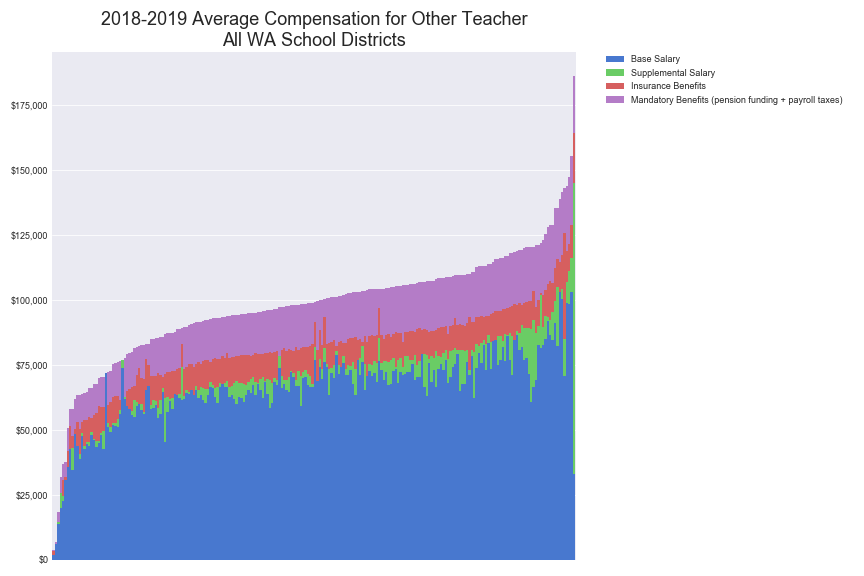 2018-2019 Average Compensation for Other Teacher
All WA School Districts
Base Salary
Supplemental Salary
Insurance Benefits
Mandatory Benefits (pension funding + payroll taxes)
$175,000
$150,000
$125,000
$100,000
$75,000
$50,000
$25,000
$0